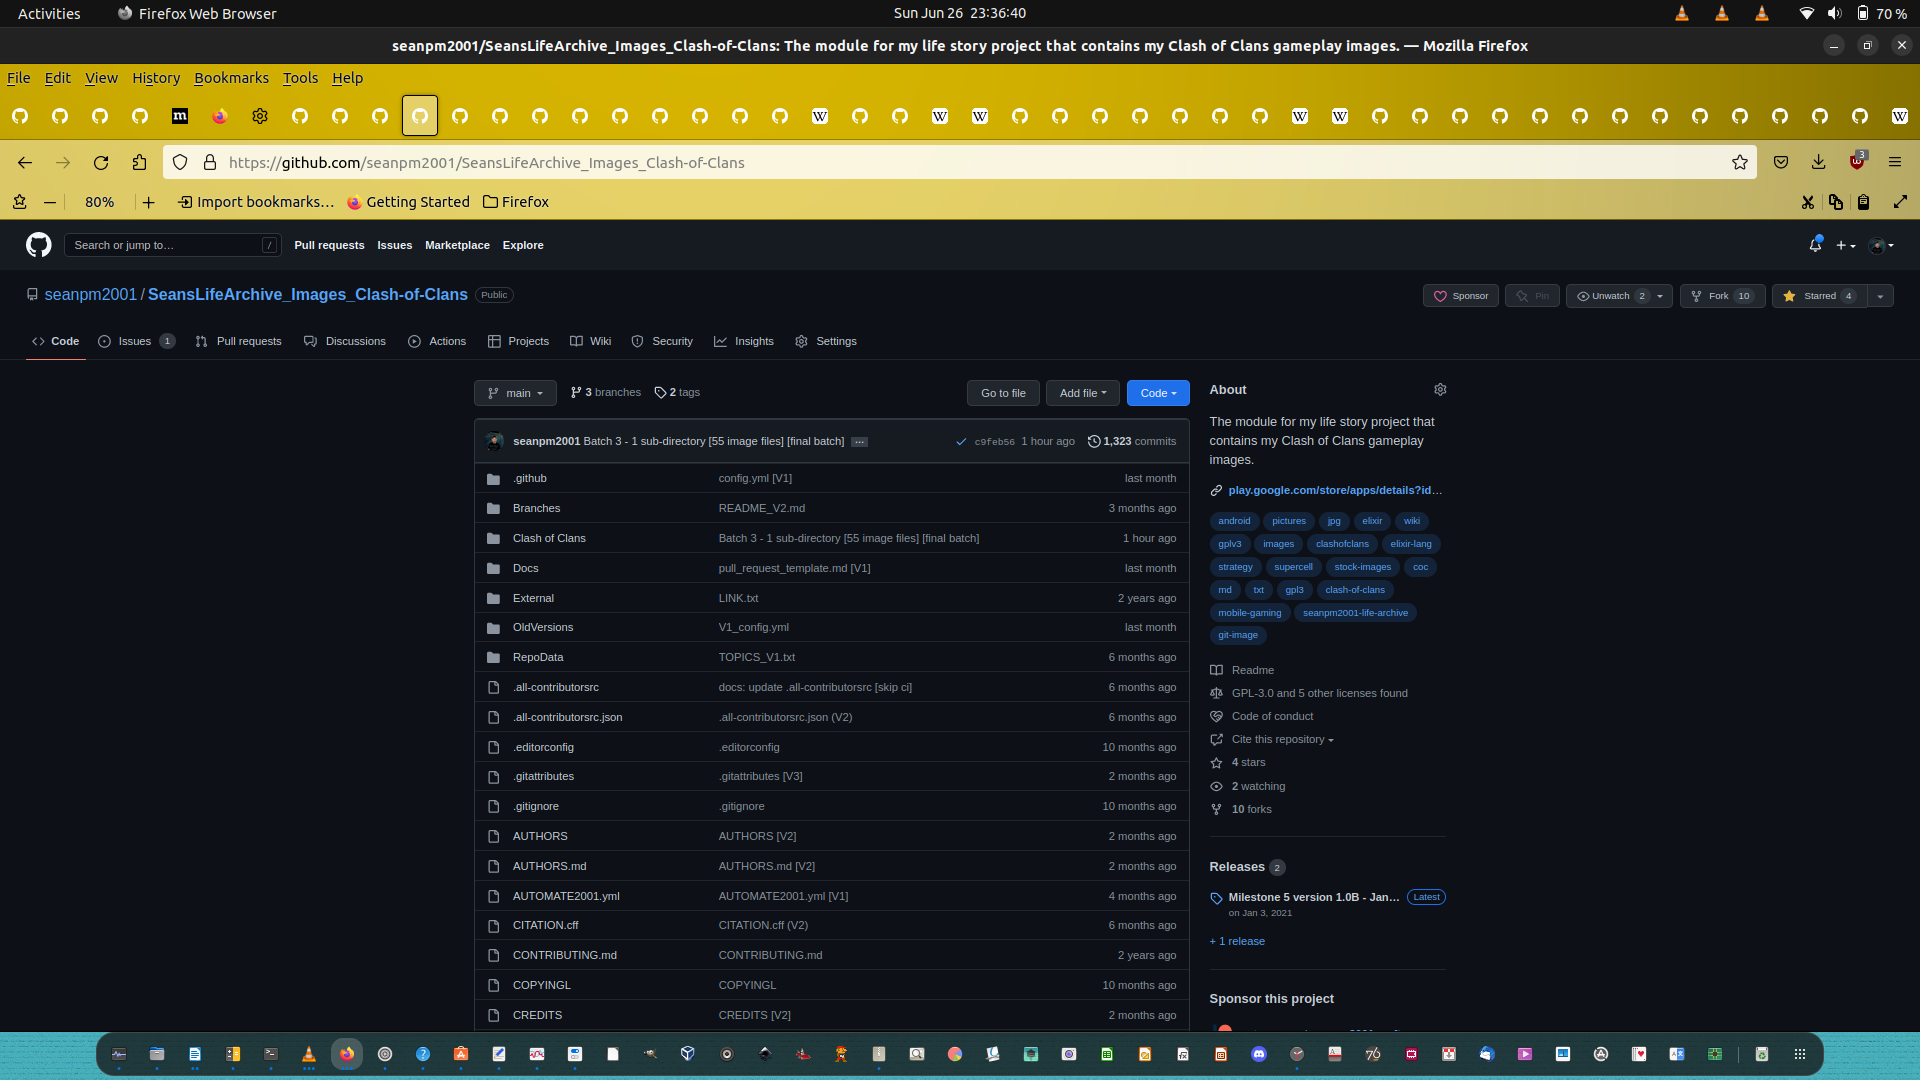 Activities Firefox Web Browser Sun Jun 26 23:36:40 70 %
seanpm2001/SeansLifeArchive_Images_Clash-of-Clans: The module for my life story project that contains my Clash of Clans gameplay images. — Mozilla Firefox
File Edit View History Bookmarks Tools Help
https://github.com/seanpm2001/SeansLifeArchive_Images_Clash-of-Clans 3
80% Import bookmarks… Getting Started Firefox
Search or jump to… / Pull requests Issues Marketplace Explore
seanpm2001 / SeansLifeArchive_Images_Clash-of-Clans Public Sponsor Pin Unwatch 2 Fork 10 Starred 4
Code Issues 1 Pull requests Discussions Actions Projects Wiki Security Insights Settings
main 3 branches 2 tags Go to file Add file Code
seanpm2001 Batch 3 - 1 sub-directory [55 image files] [final batch] … c9feb56 1 hour ago 1,323 commits
.github config.yml [V1] last month
Branches README_V2.md 3 months ago
Clash of Clans Batch 3 - 1 sub-directory [55 image files] [final batch] 1 hour ago
Docs pull_request_template.md [V1] last month
External LINK.txt 2 years ago
OldVersions V1_config.yml last month
RepoData TOPICS_V1.txt 6 months ago
.all-contributorsrc docs: update .all-contributorsrc [skip ci] 6 months ago
.all-contributorsrc.json .all-contributorsrc.json (V2) 6 months ago
.editorconfig .editorconfig 10 months ago
.gitattributes .gitattributes [V3] 2 months ago
.gitignore .gitignore 10 months ago
AUTHORS AUTHORS [V2] 2 months ago
AUTHORS.md AUTHORS.md [V2] 2 months ago
AUTOMATE2001.yml AUTOMATE2001.yml [V1] 4 months ago
CITATION.cff CITATION.cff (V2) 6 months ago
CONTRIBUTING.md CONTRIBUTING.md 2 years ago
COPYINGL COPYINGL 10 months ago
CREDITS CREDITS [V2] 2 months ago
About
The module for my life story project that
contains my Clash of Clans gameplay
images.
play.google.com/store/apps/details?id…
android pictures jpg elixir wiki
gplv3 images clashofclans elixir-lang
strategy supercell stock-images coc
md txt gpl3 clash-of-clans
mobile-gaming seanpm2001-life-archive
git-image
Readme
GPL-3.0 and 5 other licenses found
Code of conduct
Cite this repository
4 stars
2 watching
10 forks
Releases 2
Milestone 5 version 1.0B - Jan… Latest
on Jan 3, 2021
+ 1 release
Sponsor this project